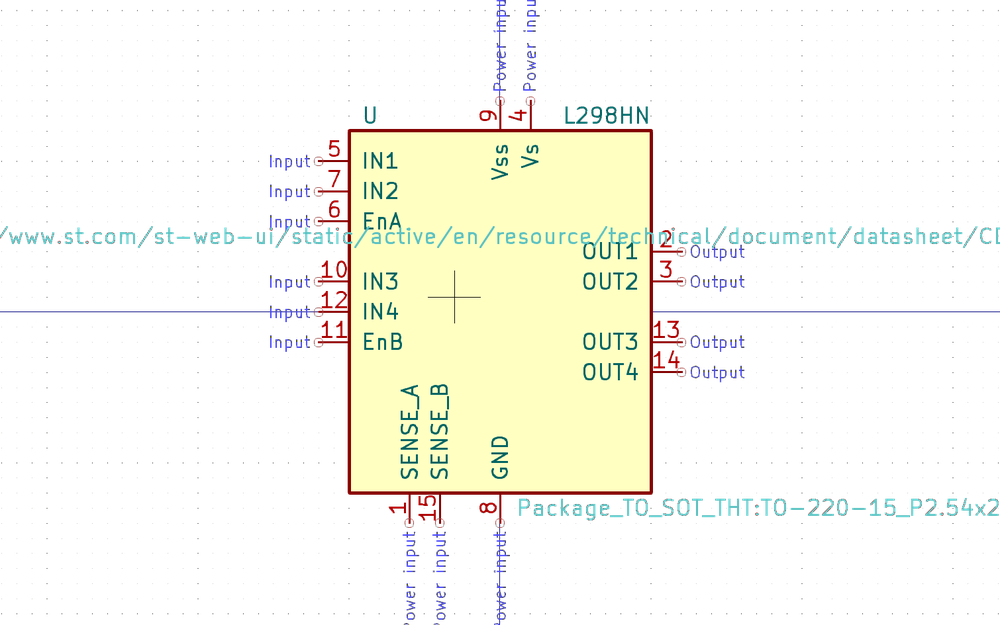 Power input
Power input
9
4
U
L298HN
Vss
Vs
Input 5 IN1
Input 7 IN2
Input 6 EnA
/www.st.com/st-web-ui/static/active/en/resource/technical/document/datasheet/CD
OUT1 2 Output
Input 10 IN3
OUT2 3 Output
Input 12 IN4
Input 11 EnB
OUT3 13 Output
OUT4 14 Output
SENSE_A
SENSE_B
GND
1
15
8
Package_TO_SOT_THT:TO-220-15_P2.54x2
Power input
Power input
Power input